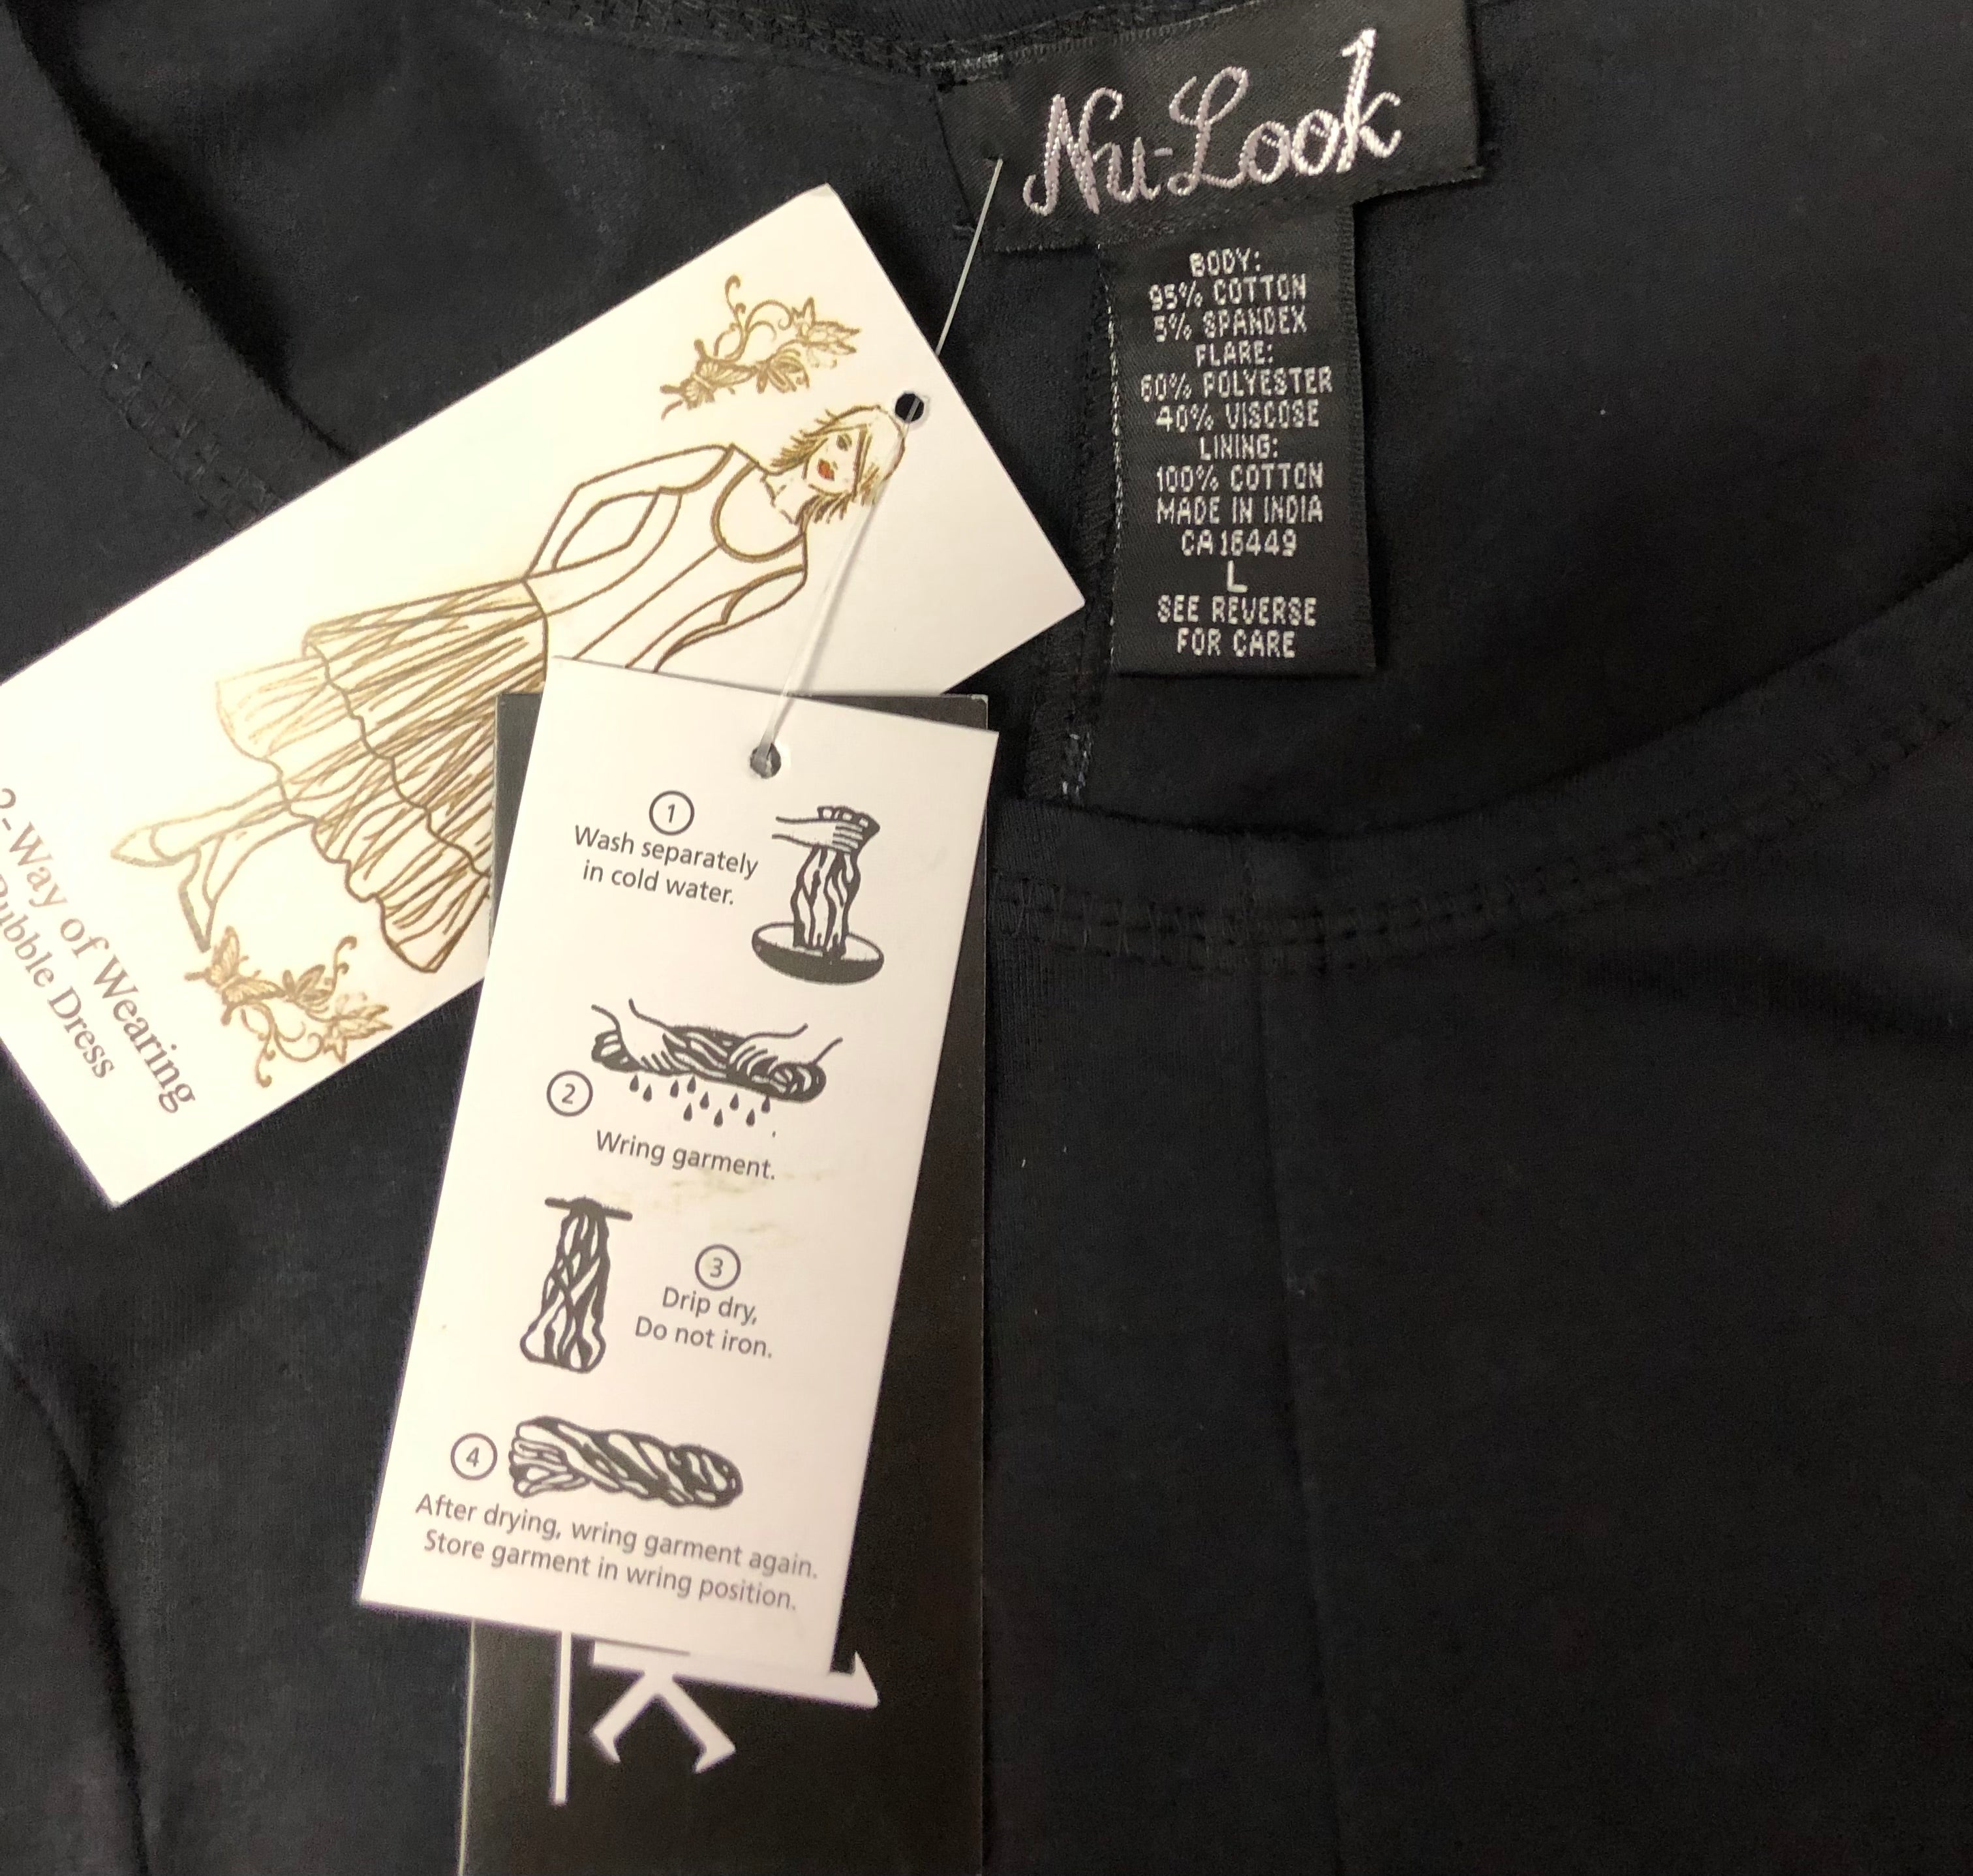 Nu-Look
BODY:
95% COTTON
5% SPANDEX
FLARE:
60% POLYESTER
40% VISCOSE
LINING:
100% COTTON
MADE IN INDIA
CA16449
L
SEE REVERSE
FOR CARE
2-Way of Wearing
Bubble Dress
1
Wash separately
in cold water.
2
Wring garment.
3
Drip dry,
Do not iron.
4
After drying, wring garment again.
Store garment in wring position.
k